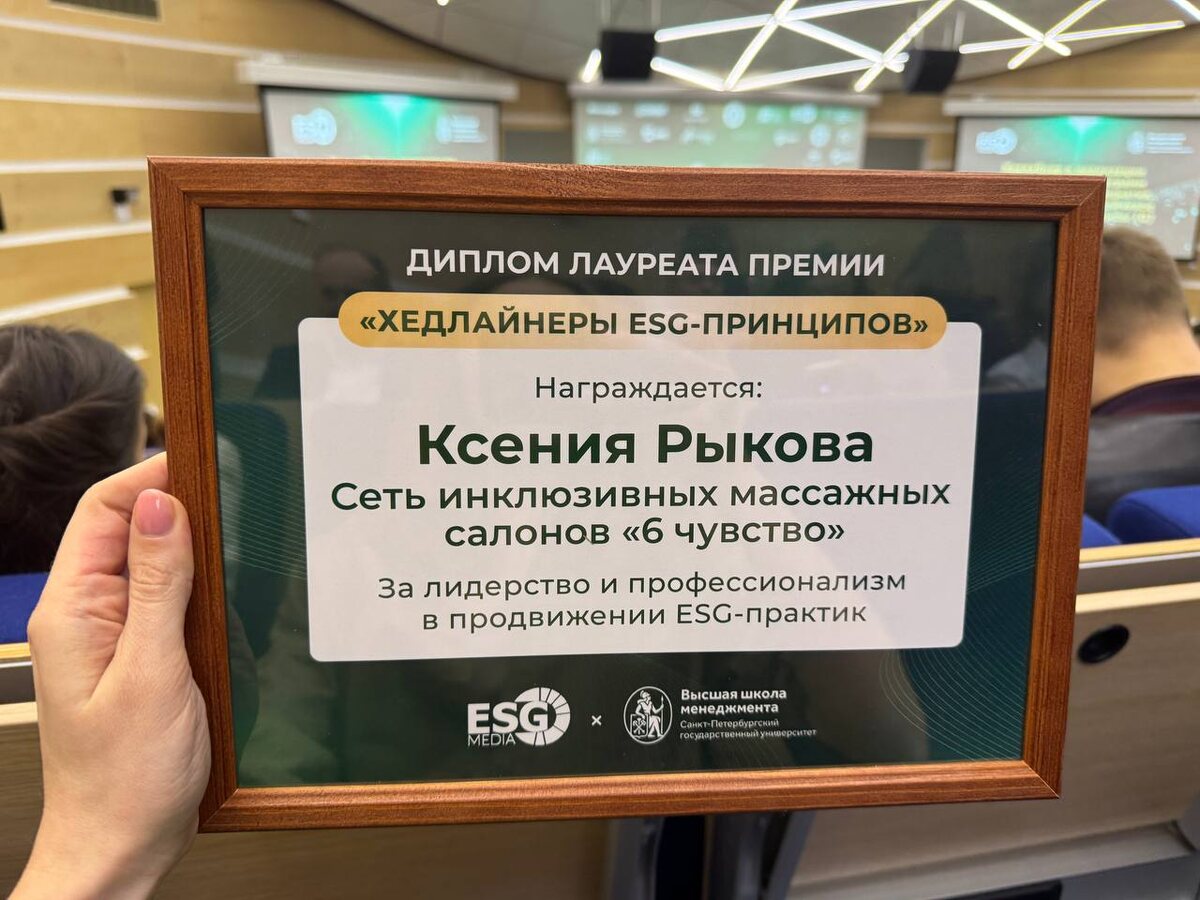 ДИПЛОМ ЛАУРЕАТА ПРЕМИИ
«ХЕДЛАЙНЕРЫ ESG-ПРИНЦИПОВ»
Награждается:
Ксения Рыкова
Сеть инклюзивных массажных
салонов «6 чувство»
За лидерство и профессионализм
в продвижении ESG-практик
ESG
MEDIA
×
Высшая школа
менеджмента
Санкт-Петербургский
государственный университет